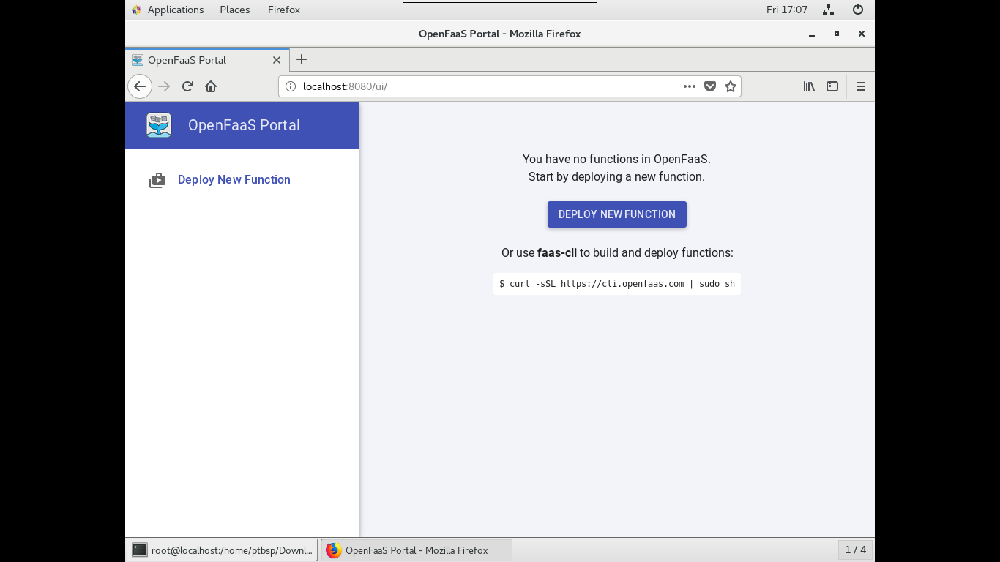 Applications Places Firefox Fri 17:07
OpenFaaS Portal - Mozilla Firefox
OpenFaaS Portal
localhost:8080/ui/
OpenFaaS Portal
Deploy New Function
You have no functions in OpenFaaS.
Start by deploying a new function.
DEPLOY NEW FUNCTION
Or use faas-cli to build and deploy functions:
$ curl -sSL https://cli.openfaas.com | sudo sh
root@localhost:/home/ptbsp/Downl... OpenFaaS Portal - Mozilla Firefox 1 / 4